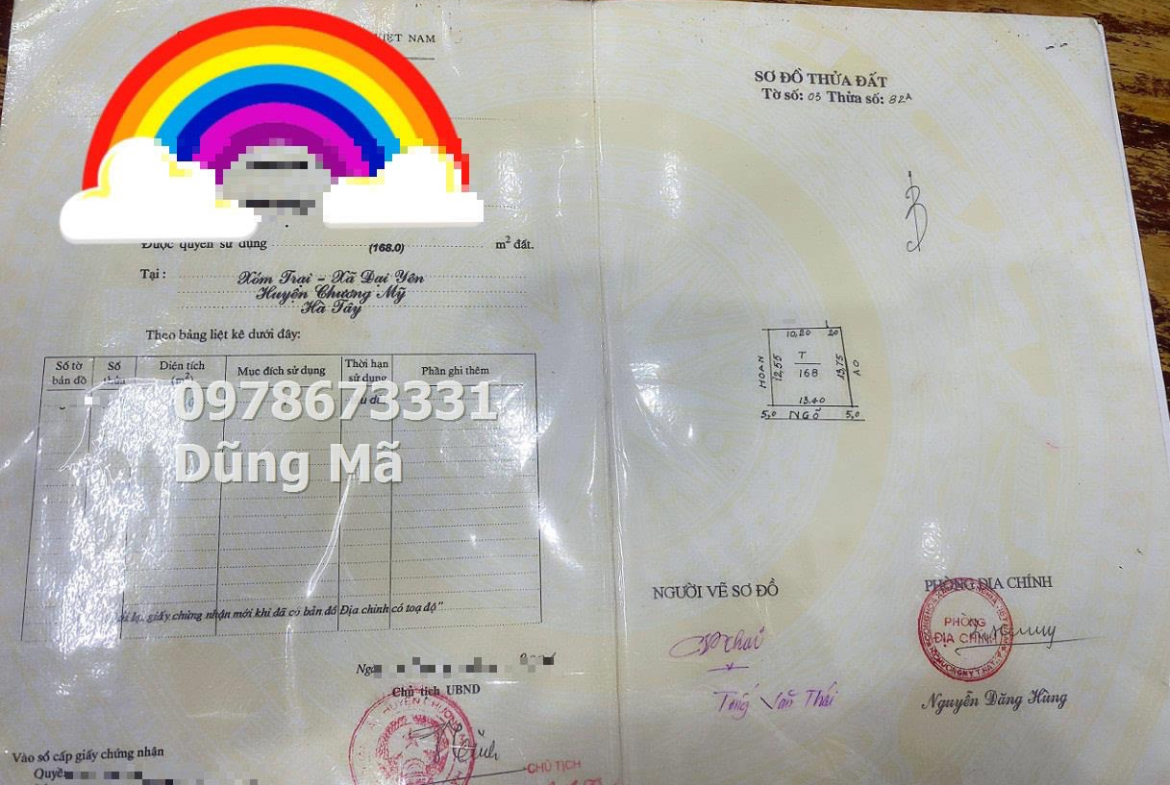 VIỆT NAM
Được quyền sử dụng (168.0) m² đất.
Tại : Xóm Trại – Xã Đại Yên
Huyện Chương Mỹ
Hà Tây
Theo bảng liệt kê dưới đây:
Số tờ bản đồ
Số
Diện tích (m²)
Mục đích sử dụng
Thời hạn sử dụng
Phần ghi thêm
0978673331
Dũng Mã
giấy chứng nhận mới khi đã có bản đồ Địa chính có toạ độ"
Chủ tịch UBND
HUYỆN CHƯƠNG
CHỦ TỊCH
Vào sổ cấp giấy chứng nhận
SƠ ĐỒ THỬA ĐẤT
Tờ số: 03 Thửa số: 82A
B
10,20 20
HOAN
12,55
T
168
13,75
AO
13.40
5,0 NGÕ 5,0
NGƯỜI VẼ SƠ ĐỒ
Tống Văn Thái
PHÒNG ĐỊA CHÍNH
PHÒNG
ĐỊA CHÍNH
Nguyễn Đăng Hùng